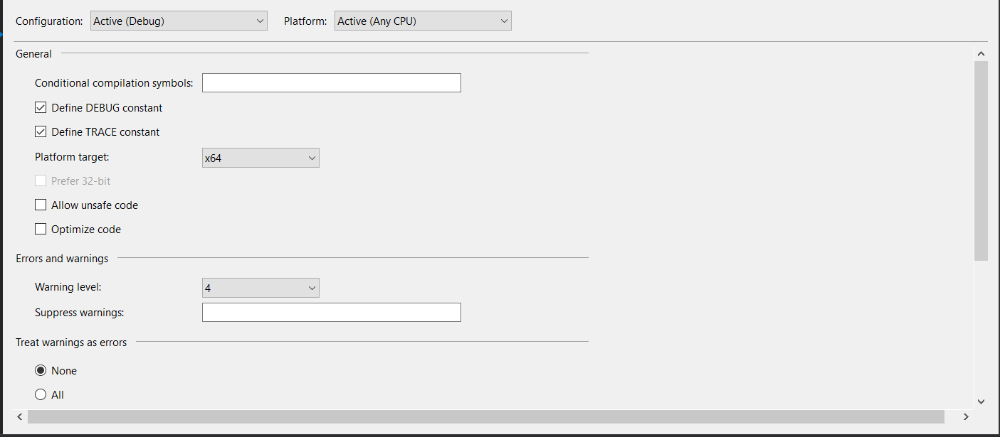 Configuration: Active (Debug) Platform: Active (Any CPU)
General
Conditional compilation symbols:
Define DEBUG constant
Define TRACE constant
Platform target: x64
Prefer 32-bit
Allow unsafe code
Optimize code
Errors and warnings
Warning level: 4
Suppress warnings:
Treat warnings as errors
None
All